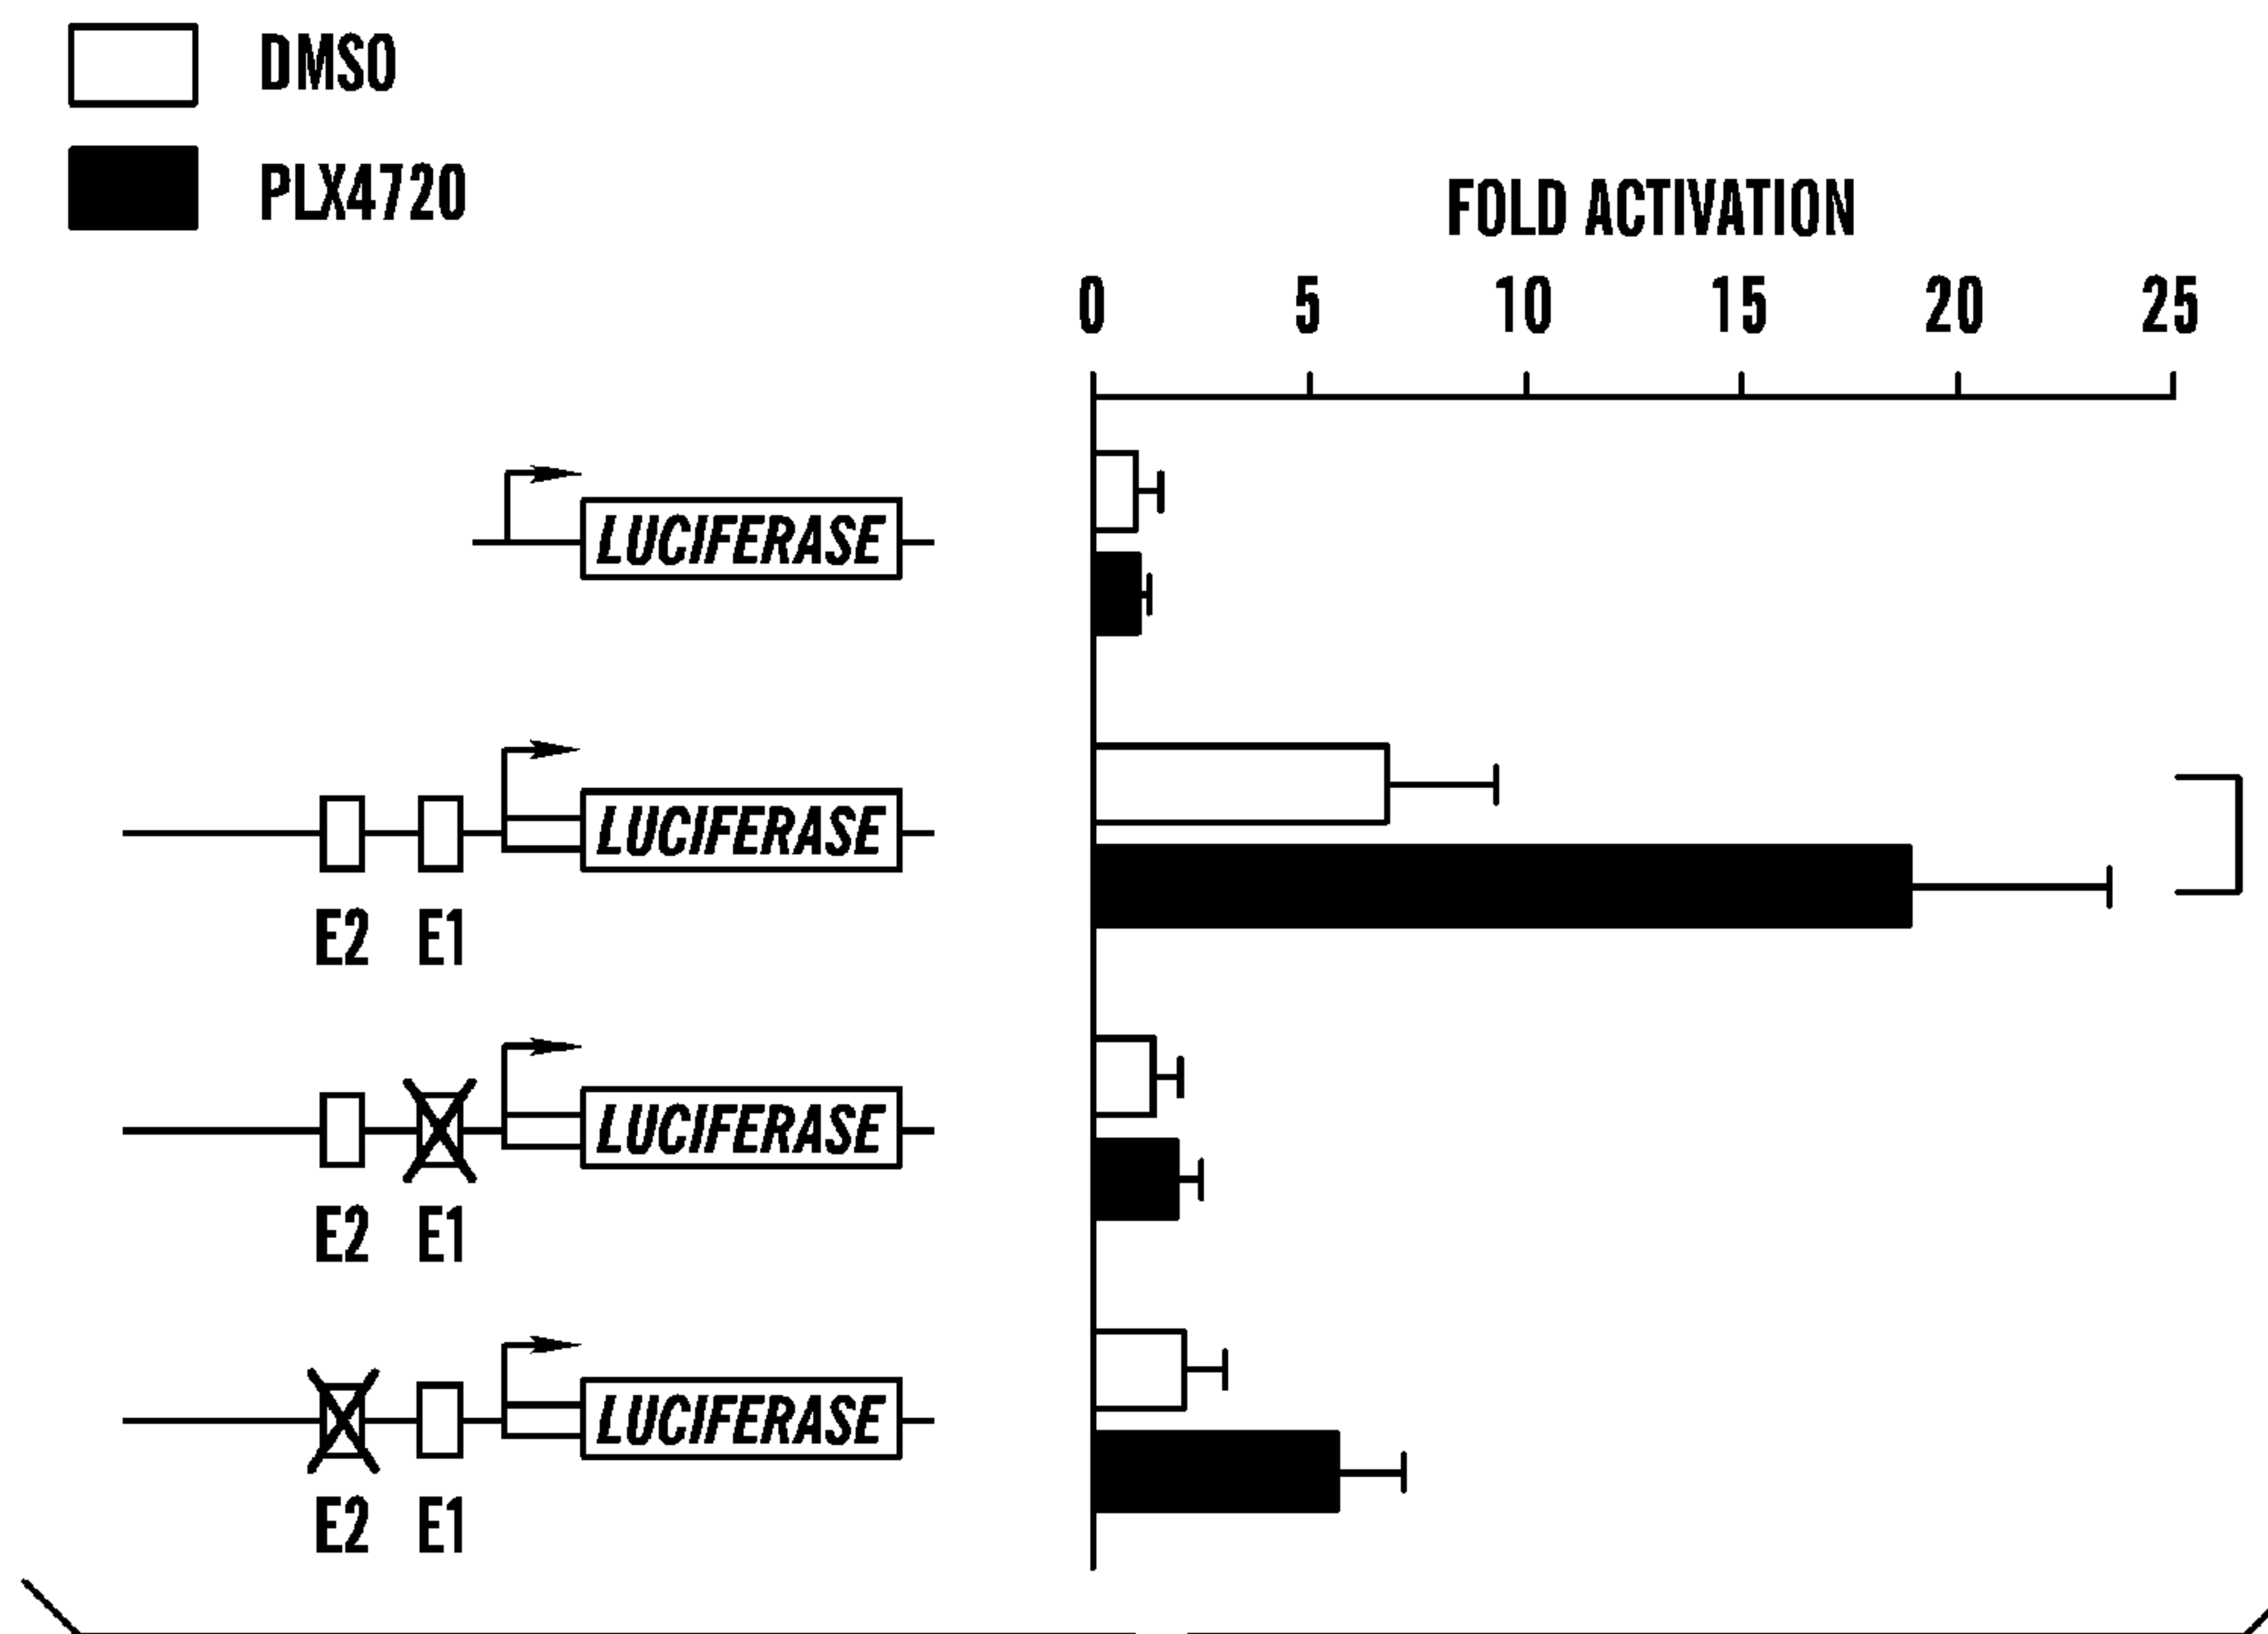 DMSO
PLX4720
FOLD ACTIVATION
0 5 10 15 20 25
LUCIFERASE
LUCIFERASE
E2 E1
LUCIFERASE
E2 E1
LUCIFERASE
E2 E1